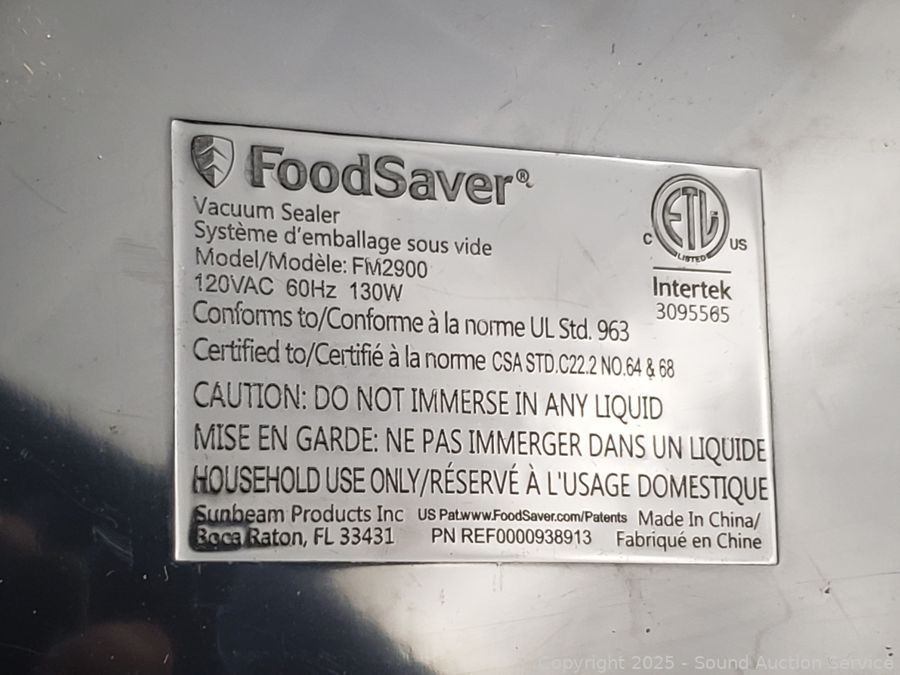 FoodSaver®
Vacuum Sealer
Système d'emballage sous vide
Model/Modèle: FM2900
120VAC 60Hz 130W
Conforms to/Conforme à la norme UL Std. 963
Certified to/Certifié à la norme CSA STD.C22.2 NO.64 & 68
ETL
LISTED
C US
Intertek
3095565
CAUTION: DO NOT IMMERSE IN ANY LIQUID
MISE EN GARDE: NE PAS IMMERGER DANS UN LIQUIDE
HOUSEHOLD USE ONLY/RÉSERVÉ À L'USAGE DOMESTIQUE
Sunbeam Products Inc US Pat.www.FoodSaver.com/Patents Made In China/
Boca Raton, FL 33431 PN REF0000938913 Fabriqué en Chine
Copyright 2025 - Sound Auction Service